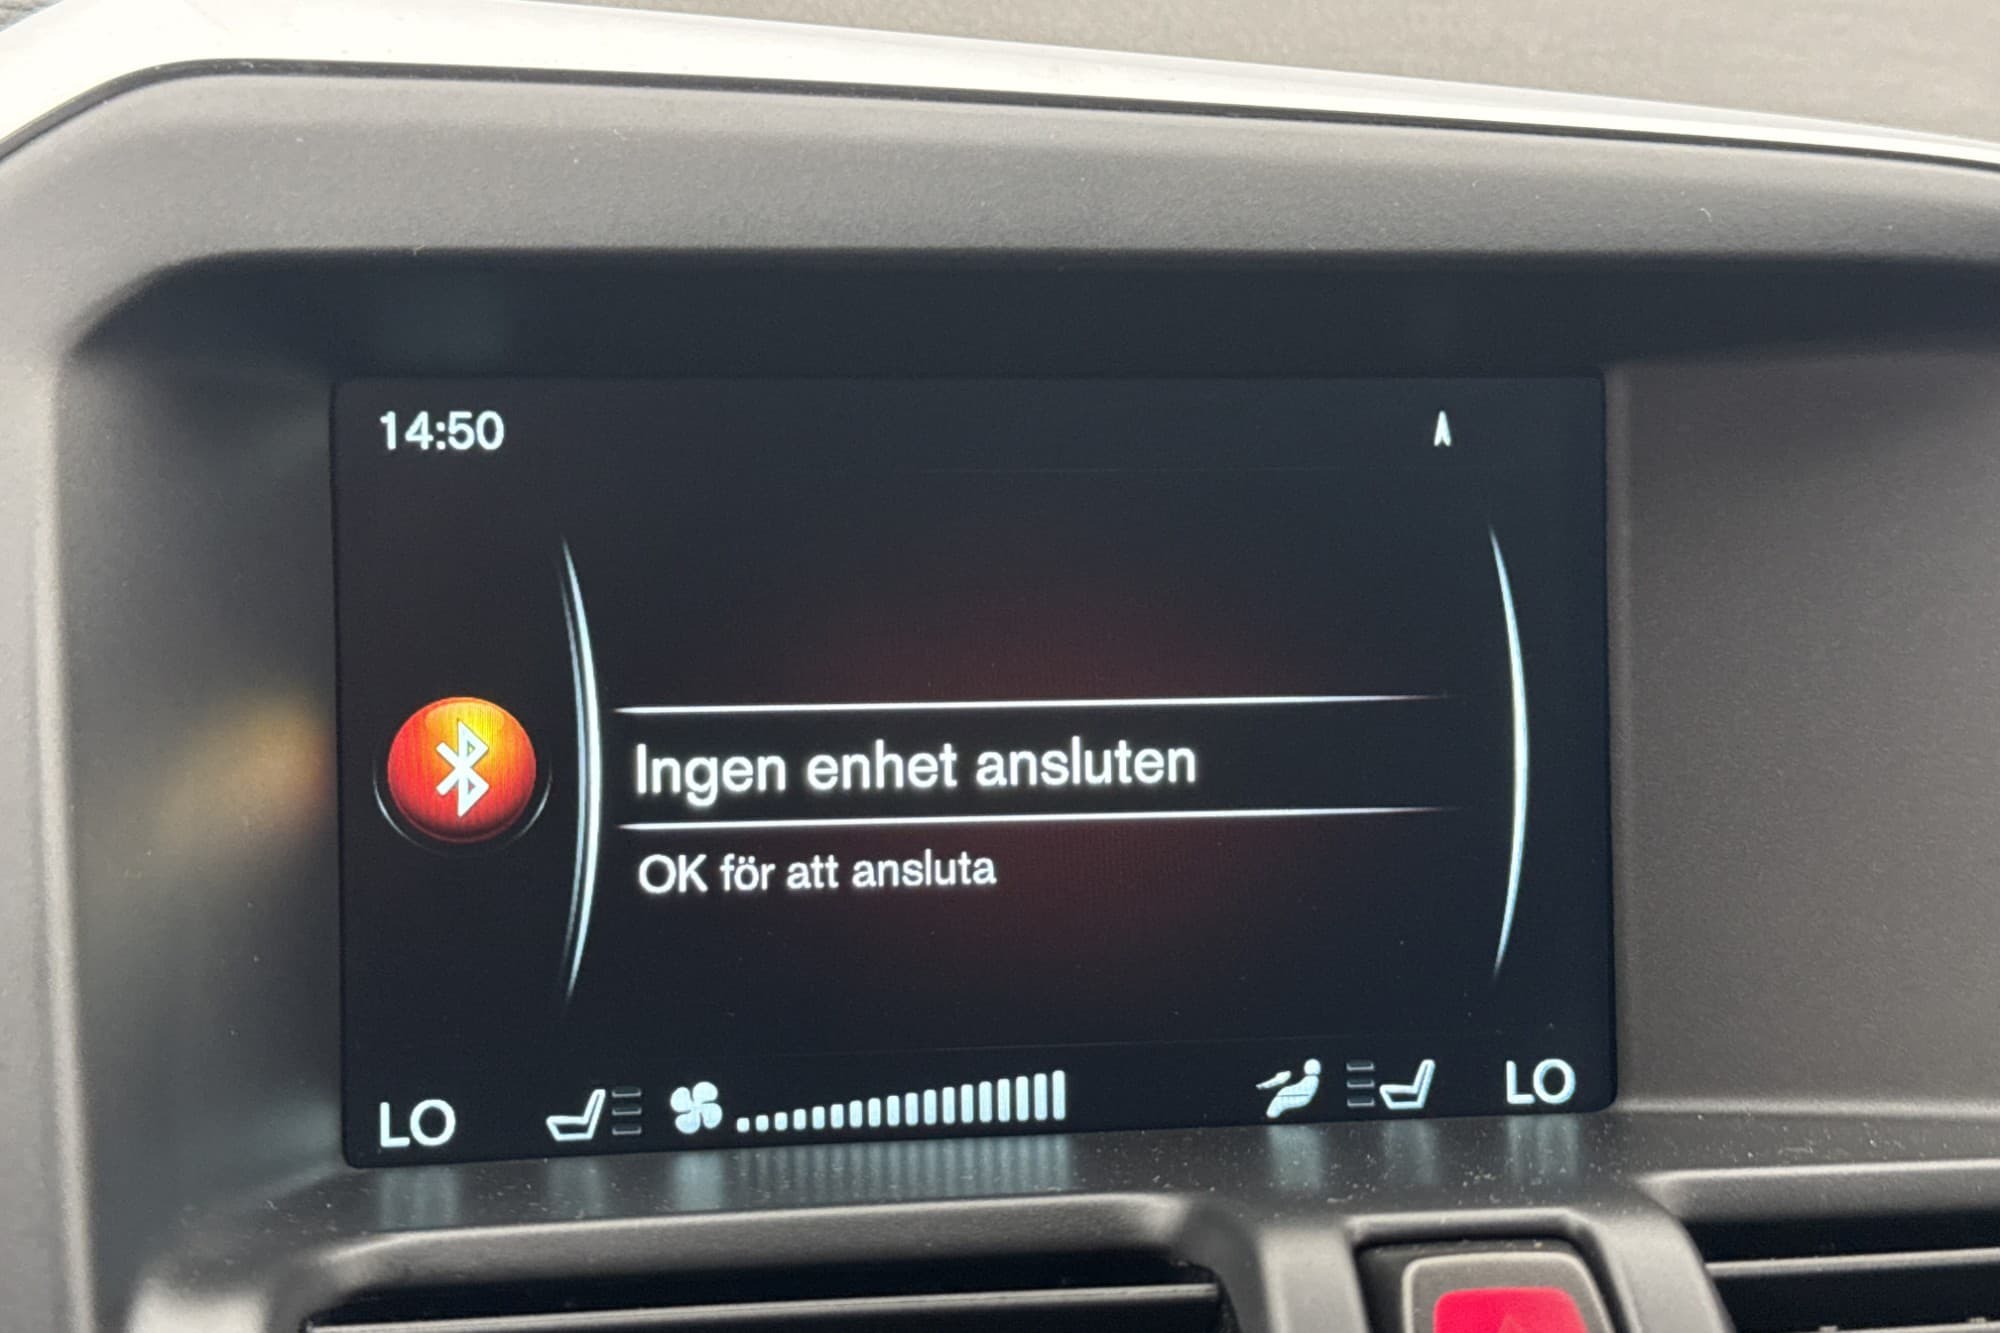 14:50
Ingen enhet ansluten
OK för att ansluta
LO LO